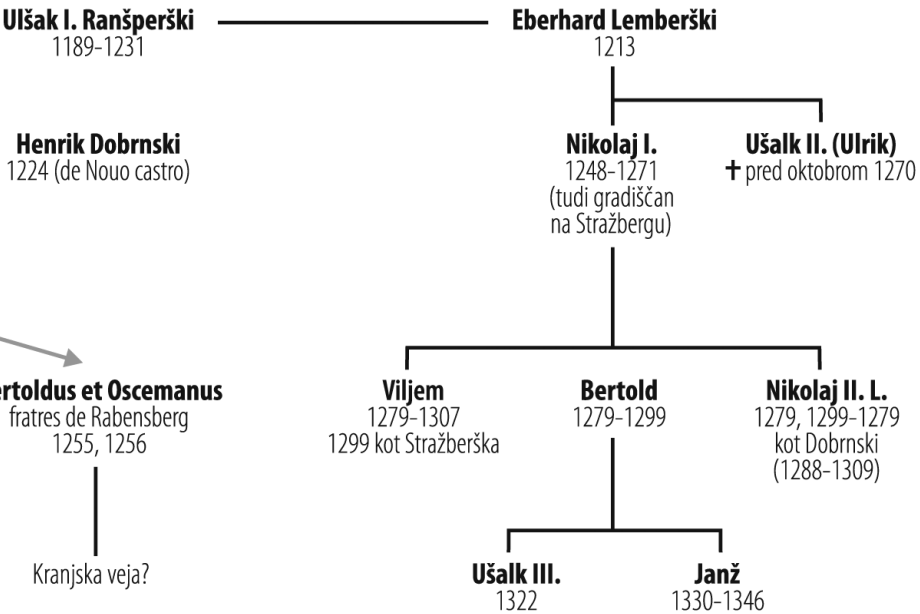 Ulšak I. Ranšperški
1189-1231
Eberhard Lemberški
1213
Henrik Dobrnski
1224 (de Nouo castro)
Nikolaj I.
1248-1271
(tudi gradiščan
na Stražbergu)
Ušalk II. (Ulrik)
✝ pred oktobrom 1270
ertoldus et Oscemanus
fratres de Rabensberg
1255, 1256
Viljem
1279-1307
1299 kot Stražberška
Bertold
1279-1299
Nikolaj II. L.
1279, 1299-1279
kot Dobrnski
(1288-1309)
Kranjska veja?
Ušalk III.
1322
Janž
1330-1346